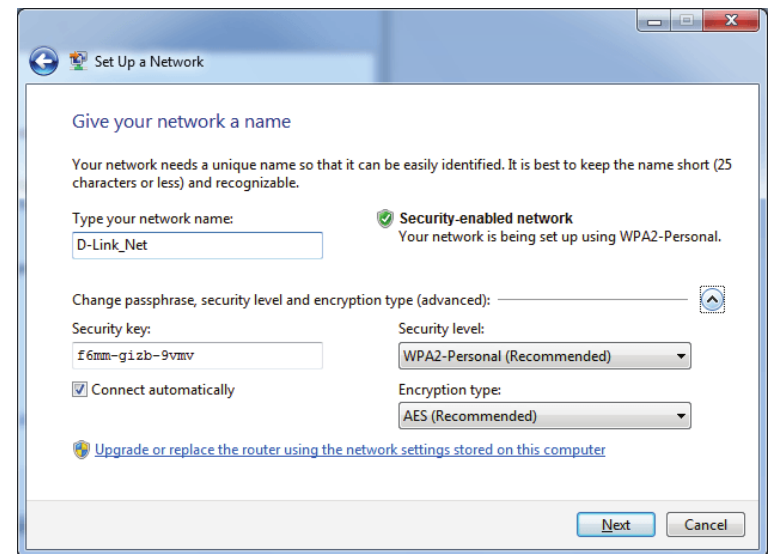 Set Up a Network
Give your network a name
Your network needs a unique name so that it can be easily identified. It is best to keep the name short (25
characters or less) and recognizable.
Type your network name:
D-Link_Net
Security-enabled network
Your network is being set up using WPA2-Personal.
Change passphrase, security level and encryption type (advanced):
Security key:
f6mm-gizb-9vmv
Security level:
WPA2-Personal (Recommended)
Connect automatically
Encryption type:
AES (Recommended)
Upgrade or replace the router using the network settings stored on this computer
Next
Cancel